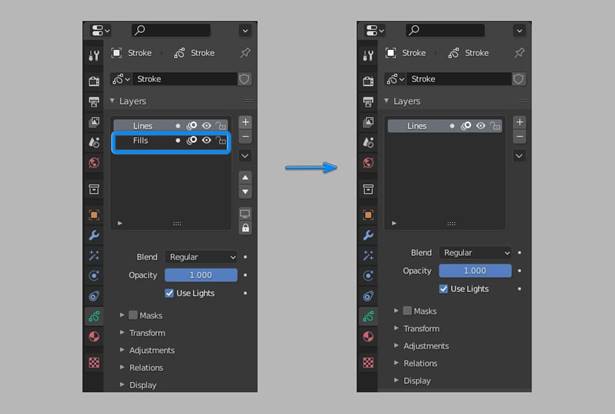 Stroke Stroke
Stroke
Layers
Lines
Fills
Blend Regular
Opacity 1.000
Use Lights
Masks
Transform
Adjustments
Relations
Display
Stroke Stroke
Stroke
Layers
Lines
Blend Regular
Opacity 1.000
Use Lights
Masks
Transform
Adjustments
Relations
Display